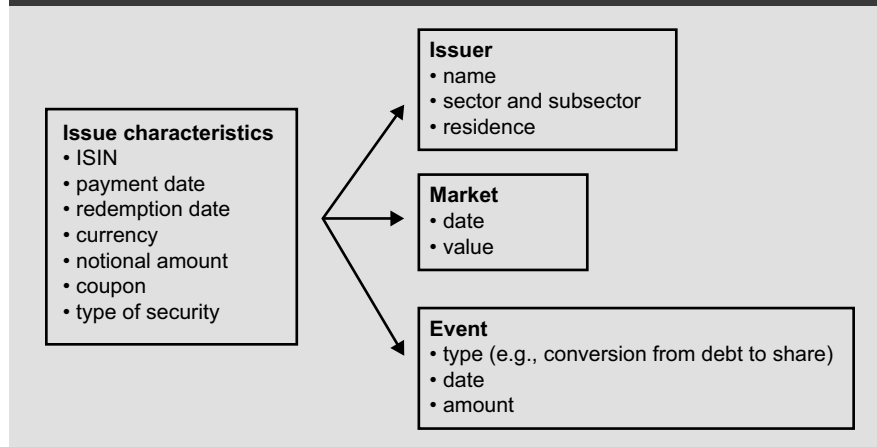 Issue characteristics
• ISIN
• payment date
• redemption date
• currency
• notional amount
• coupon
• type of security
Issuer
• name
• sector and subsector
• residence
Market
• date
• value
Event
• type (e.g., conversion from debt to share)
• date
• amount